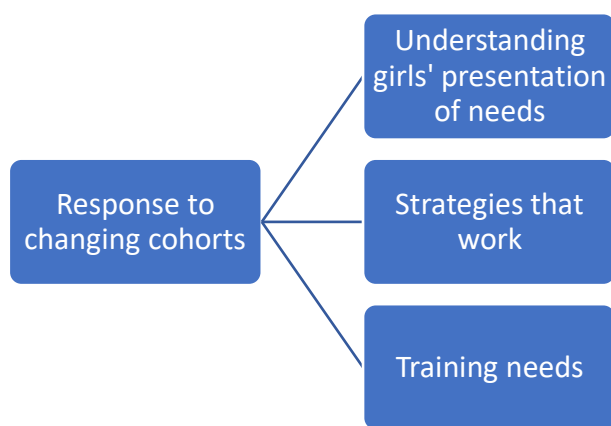 Response to
changing cohorts
Understanding
girls' presentation
of needs
Strategies that
work
Training needs